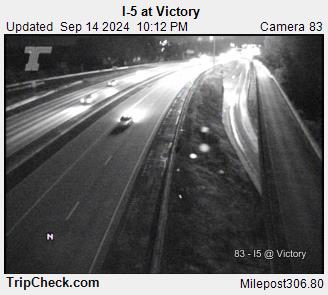 I-5 at Victory
Updated Sep 14 2024 10:12 PM Camera 83
T
N
83 - I5 @ Victory
TripCheck.com Milepost306.80